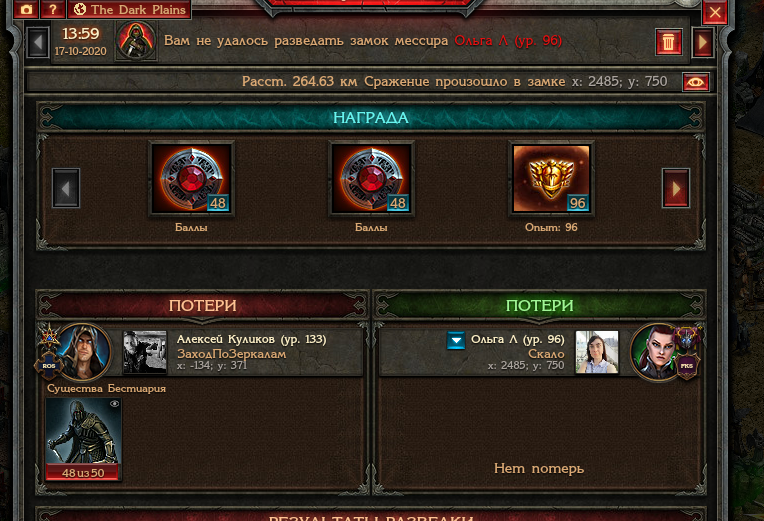 ? The Dark Plains
13:59
17-10-2020
Вам не удалось разведать замок мессира Ольга Л (ур. 96)
Расст. 264.63 км Сражение произошло в замке x: 2485; y: 750
НАГРАДА
48 48 96
Баллы Баллы Опыт: 96
ПОТЕРИ ПОТЕРИ
Алексей Куликов (ур. 133)
ЗаходПоЗеркалам
x: -134; y: 371
ROS
Ольга Л (ур. 96)
Скало
x: 2485; y: 750
PKG
Существа Бестиария
48 из 50
Нет потерь
РЕЗУЛЬТАТЫ РАЗВЕДКИ